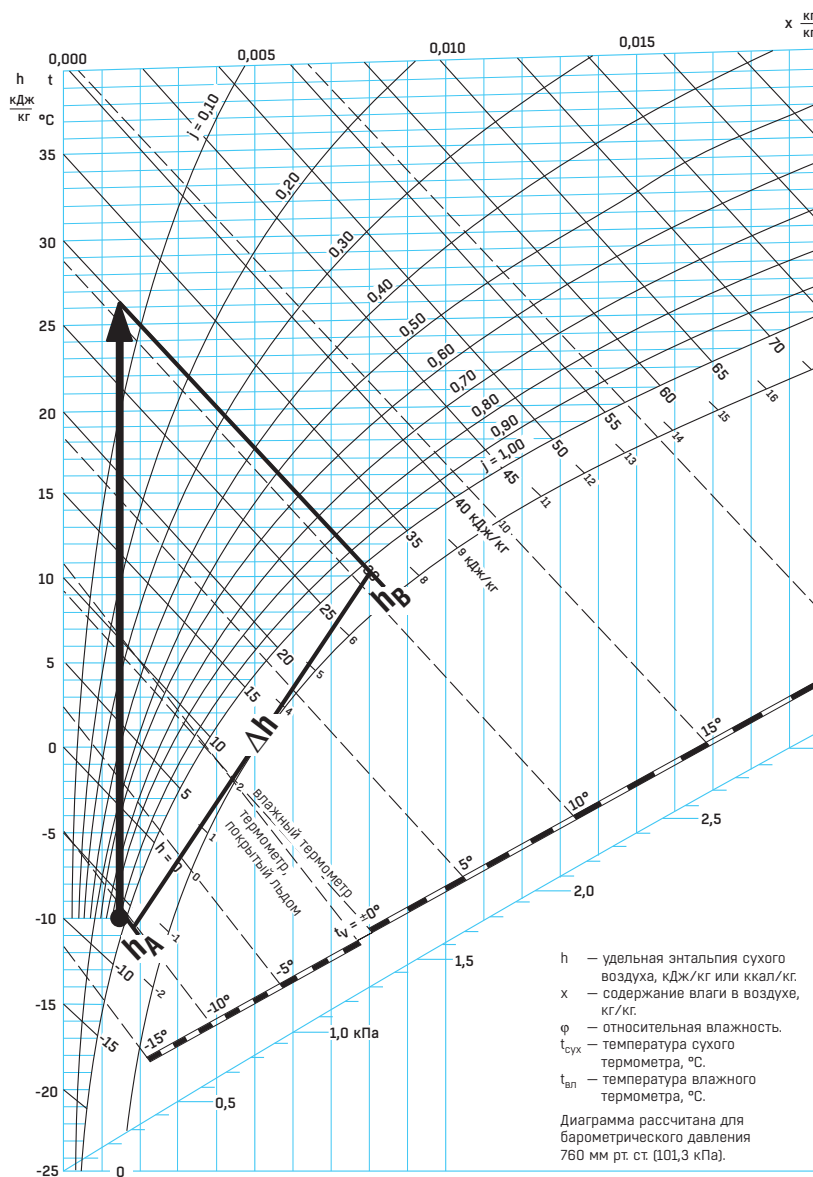 0,000 0,005 0,010 0,015 x кг
кг
h t
кДж
кг °C
35
30
25
20
15
10
5
0
-5
-10
-15
-20
-25
j = 0,10
0,20
0,30
0,40
0,50
0,60
0,70
0,80
0,90
j = 1,00
70
65
60
55
50
45
40 кДж/кг
35
30
25
20
15
10
5
h = 0
-10
-15
16
15
14
13
12
11
10
9 кДж/кг
8
6
5
4
2
1
0
-1
-2
hB
Δh
hA
влажный термометр
термометр,
покрытый льдом
tv = ±0°
15°
10°
5°
-5°
-10°
-15°
2,5
2,0
1,5
1,0 кПа
0,5
0
h — удельная энтальпия сухого
воздуха, кДж/кг или ккал/кг.
x — содержание влаги в воздухе,
кг/кг.
φ — относительная влажность.
tсух — температура сухого
термометра, °C.
tвл — температура влажного
термометра, °C.
Диаграмма рассчитана для
барометрического давления
760 мм рт. ст. (101,3 кПа).